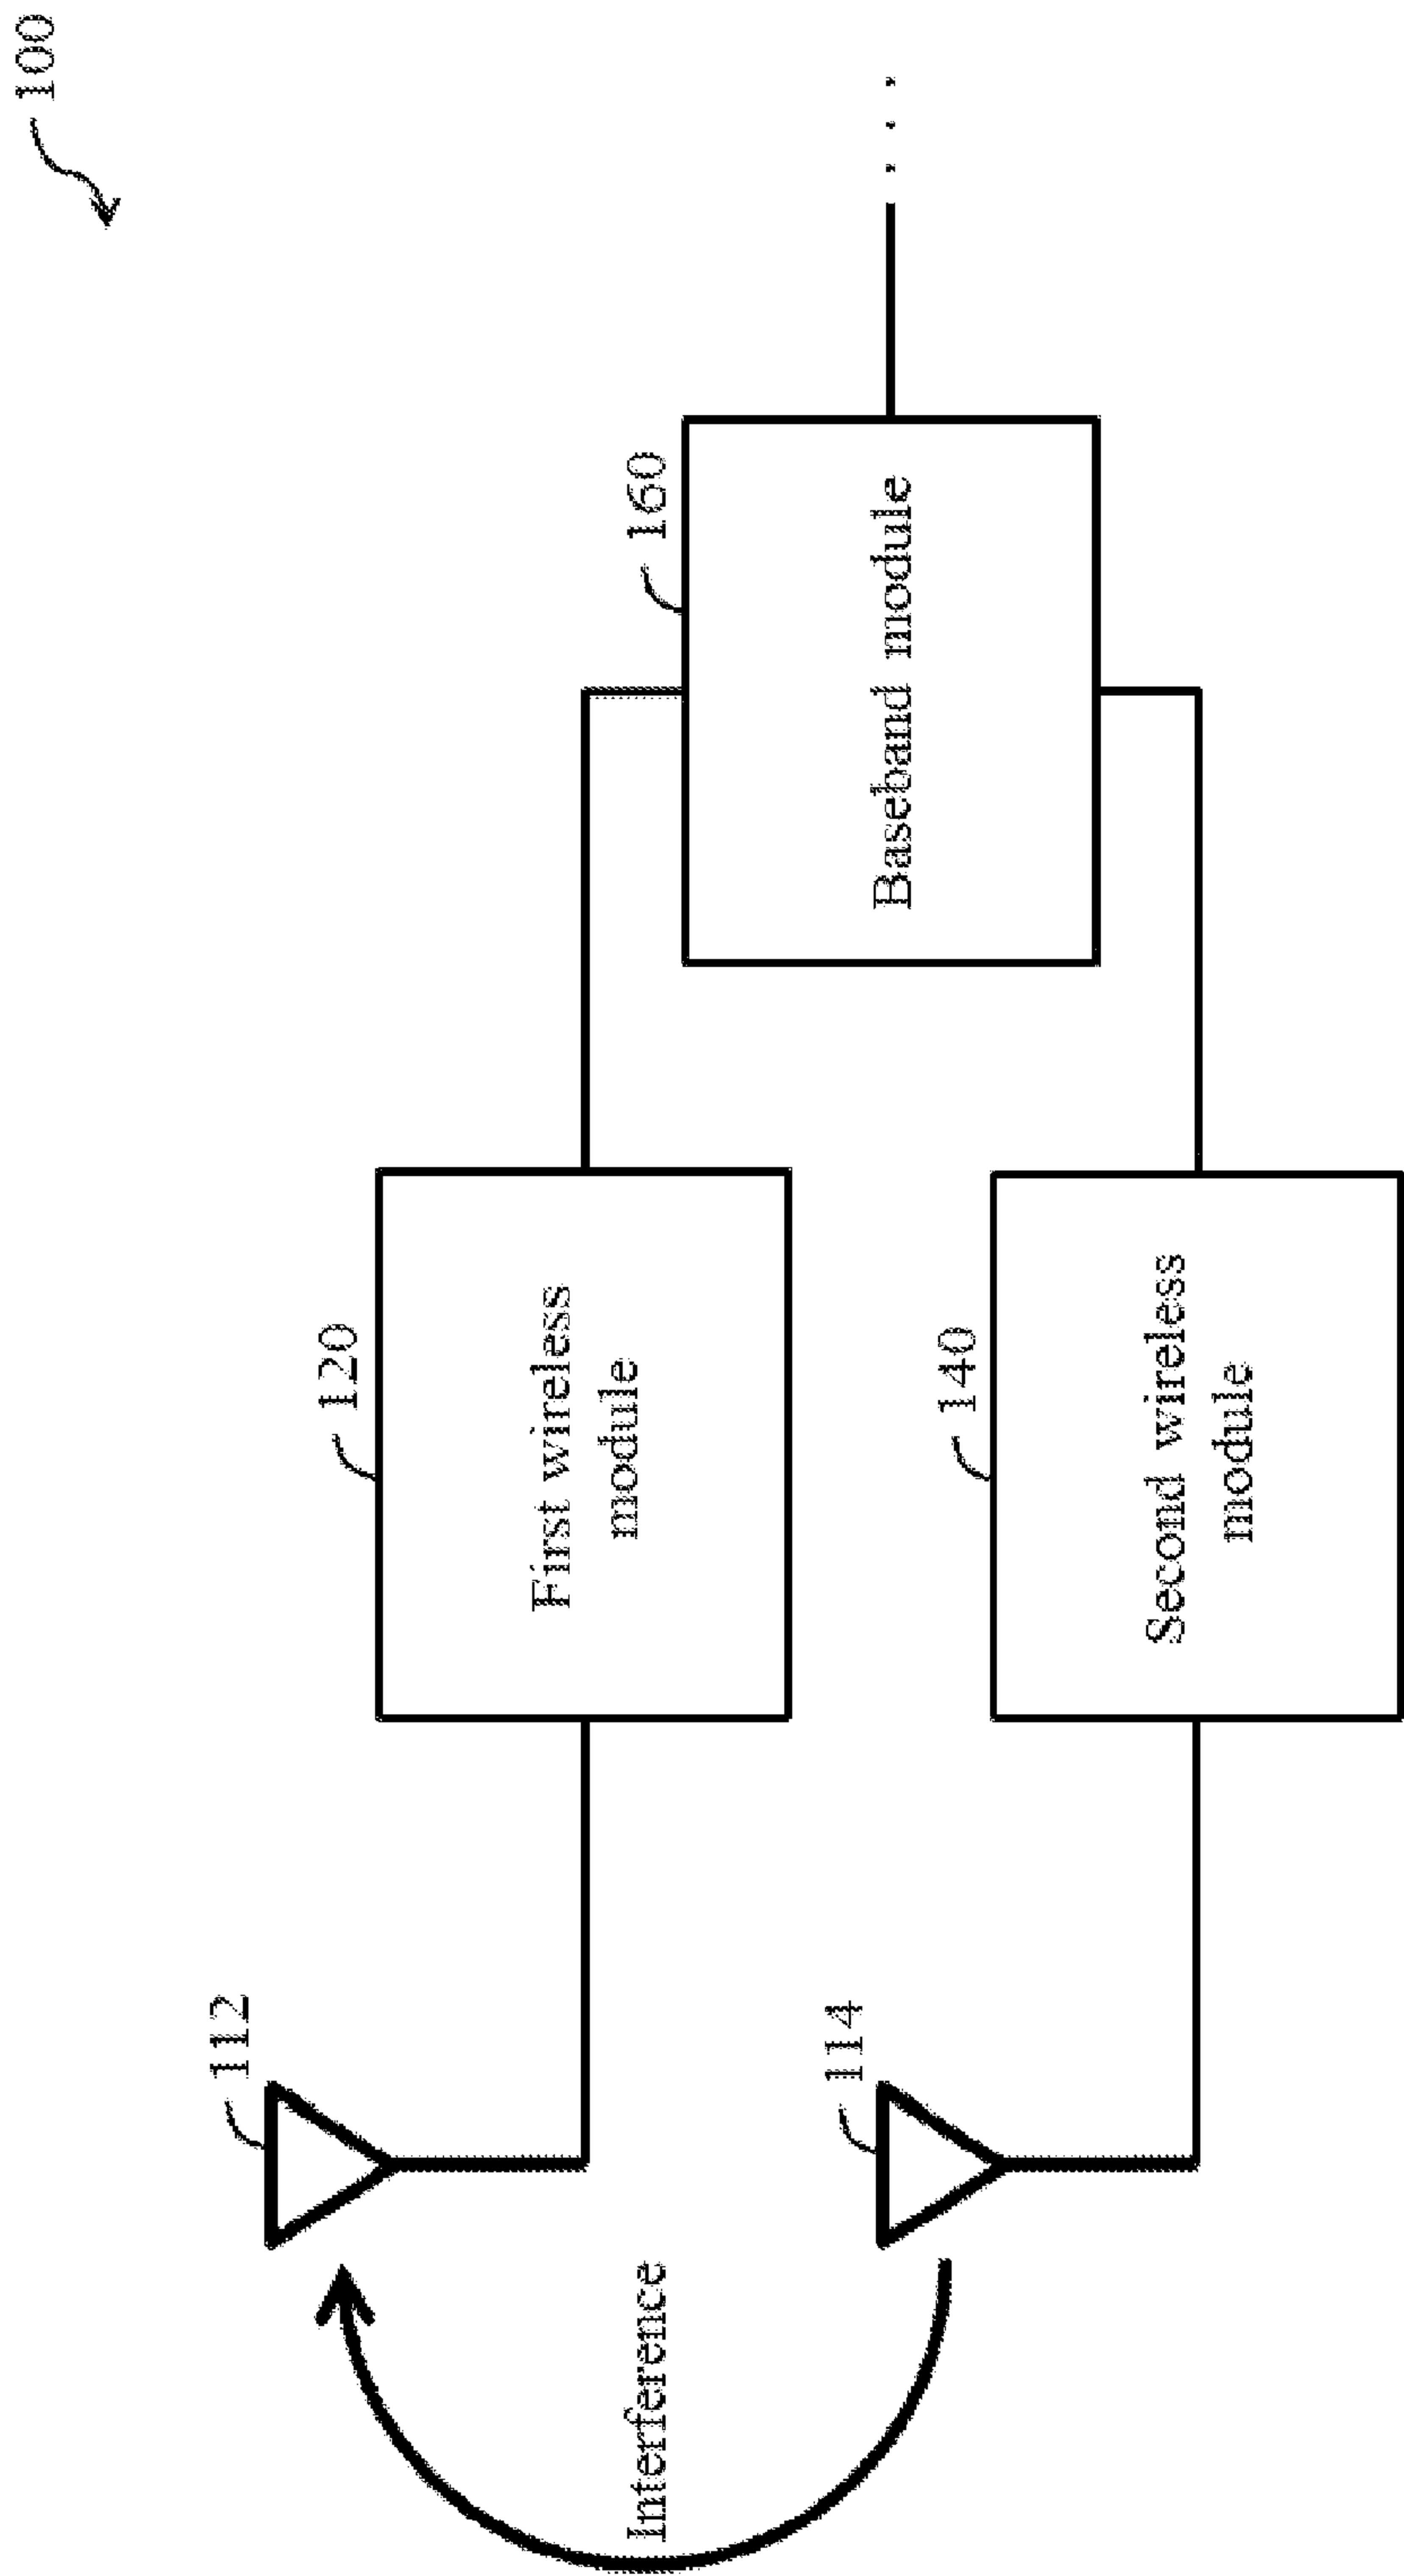 100
112
120
First wireless
module
160
Interference
Baseband module
114
140
Second wireless
module